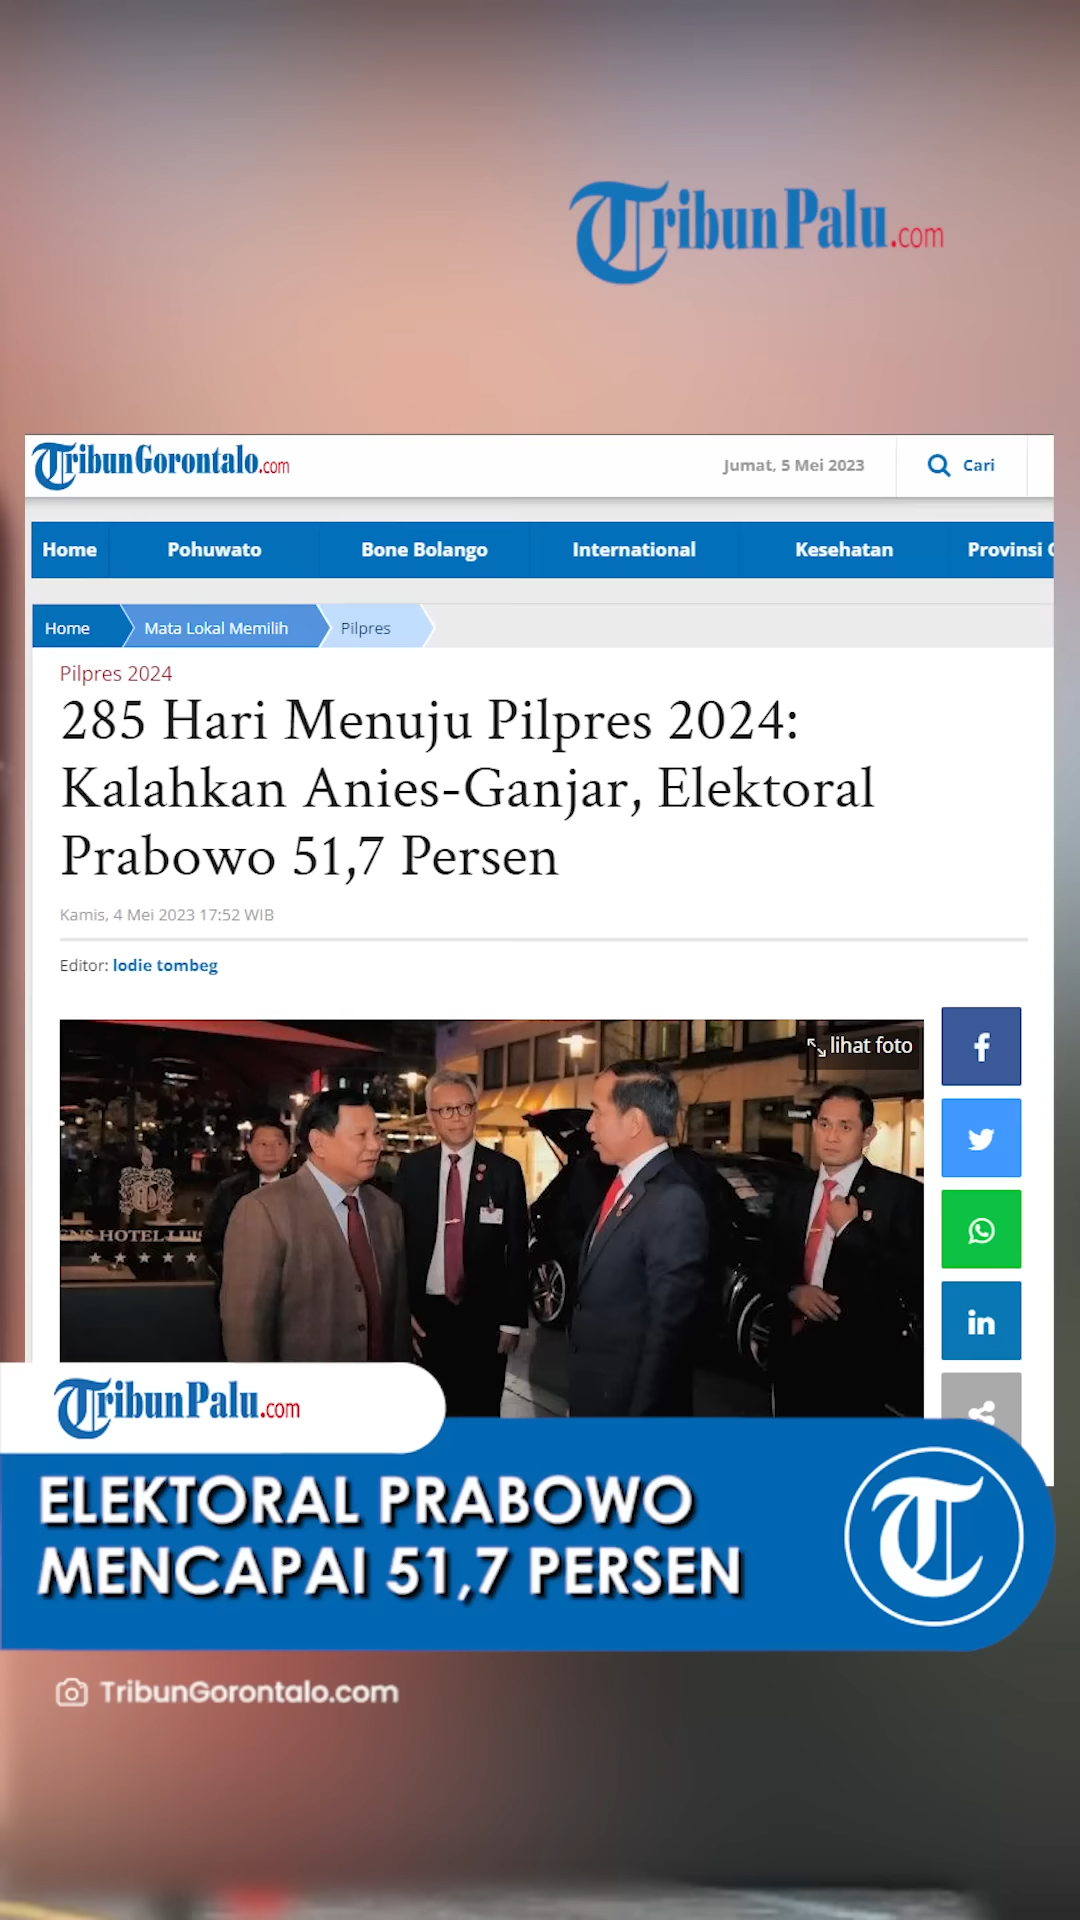 TribunPalu.com
TribunGorontalo.com
Jumat, 5 Mei 2023
Cari
Home
Pohuwato
Bone Bolango
International
Kesehatan
Provinsi
Home
Mata Lokal Memilih
Pilpres
Pilpres 2024
285 Hari Menuju Pilpres 2024:
Kalahkan Anies-Ganjar, Elektoral
Prabowo 51,7 Persen
Kamis, 4 Mei 2023 17:52 WIB
Editor: lodie tombeg
lihat foto
HOTEL
TribunPalu.com
ELEKTORAL PRABOWO
MENCAPAI 51,7 PERSEN
TribunGorontalo.com